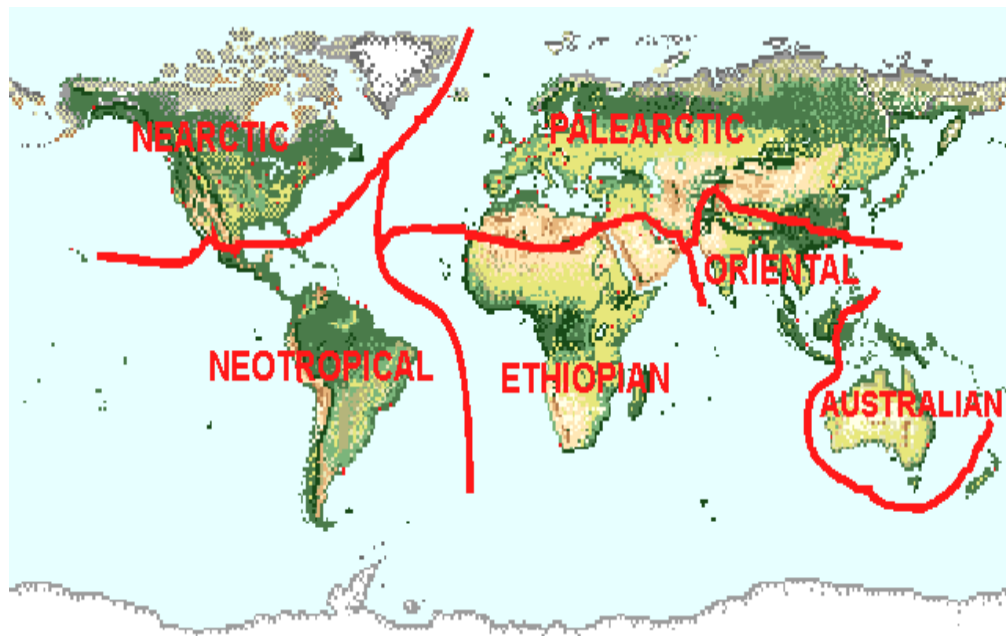 NEARCTIC
PALEARCTIC
ORIENTAL
NEOTROPICAL
ETHIOPIAN
AUSTRALIAN